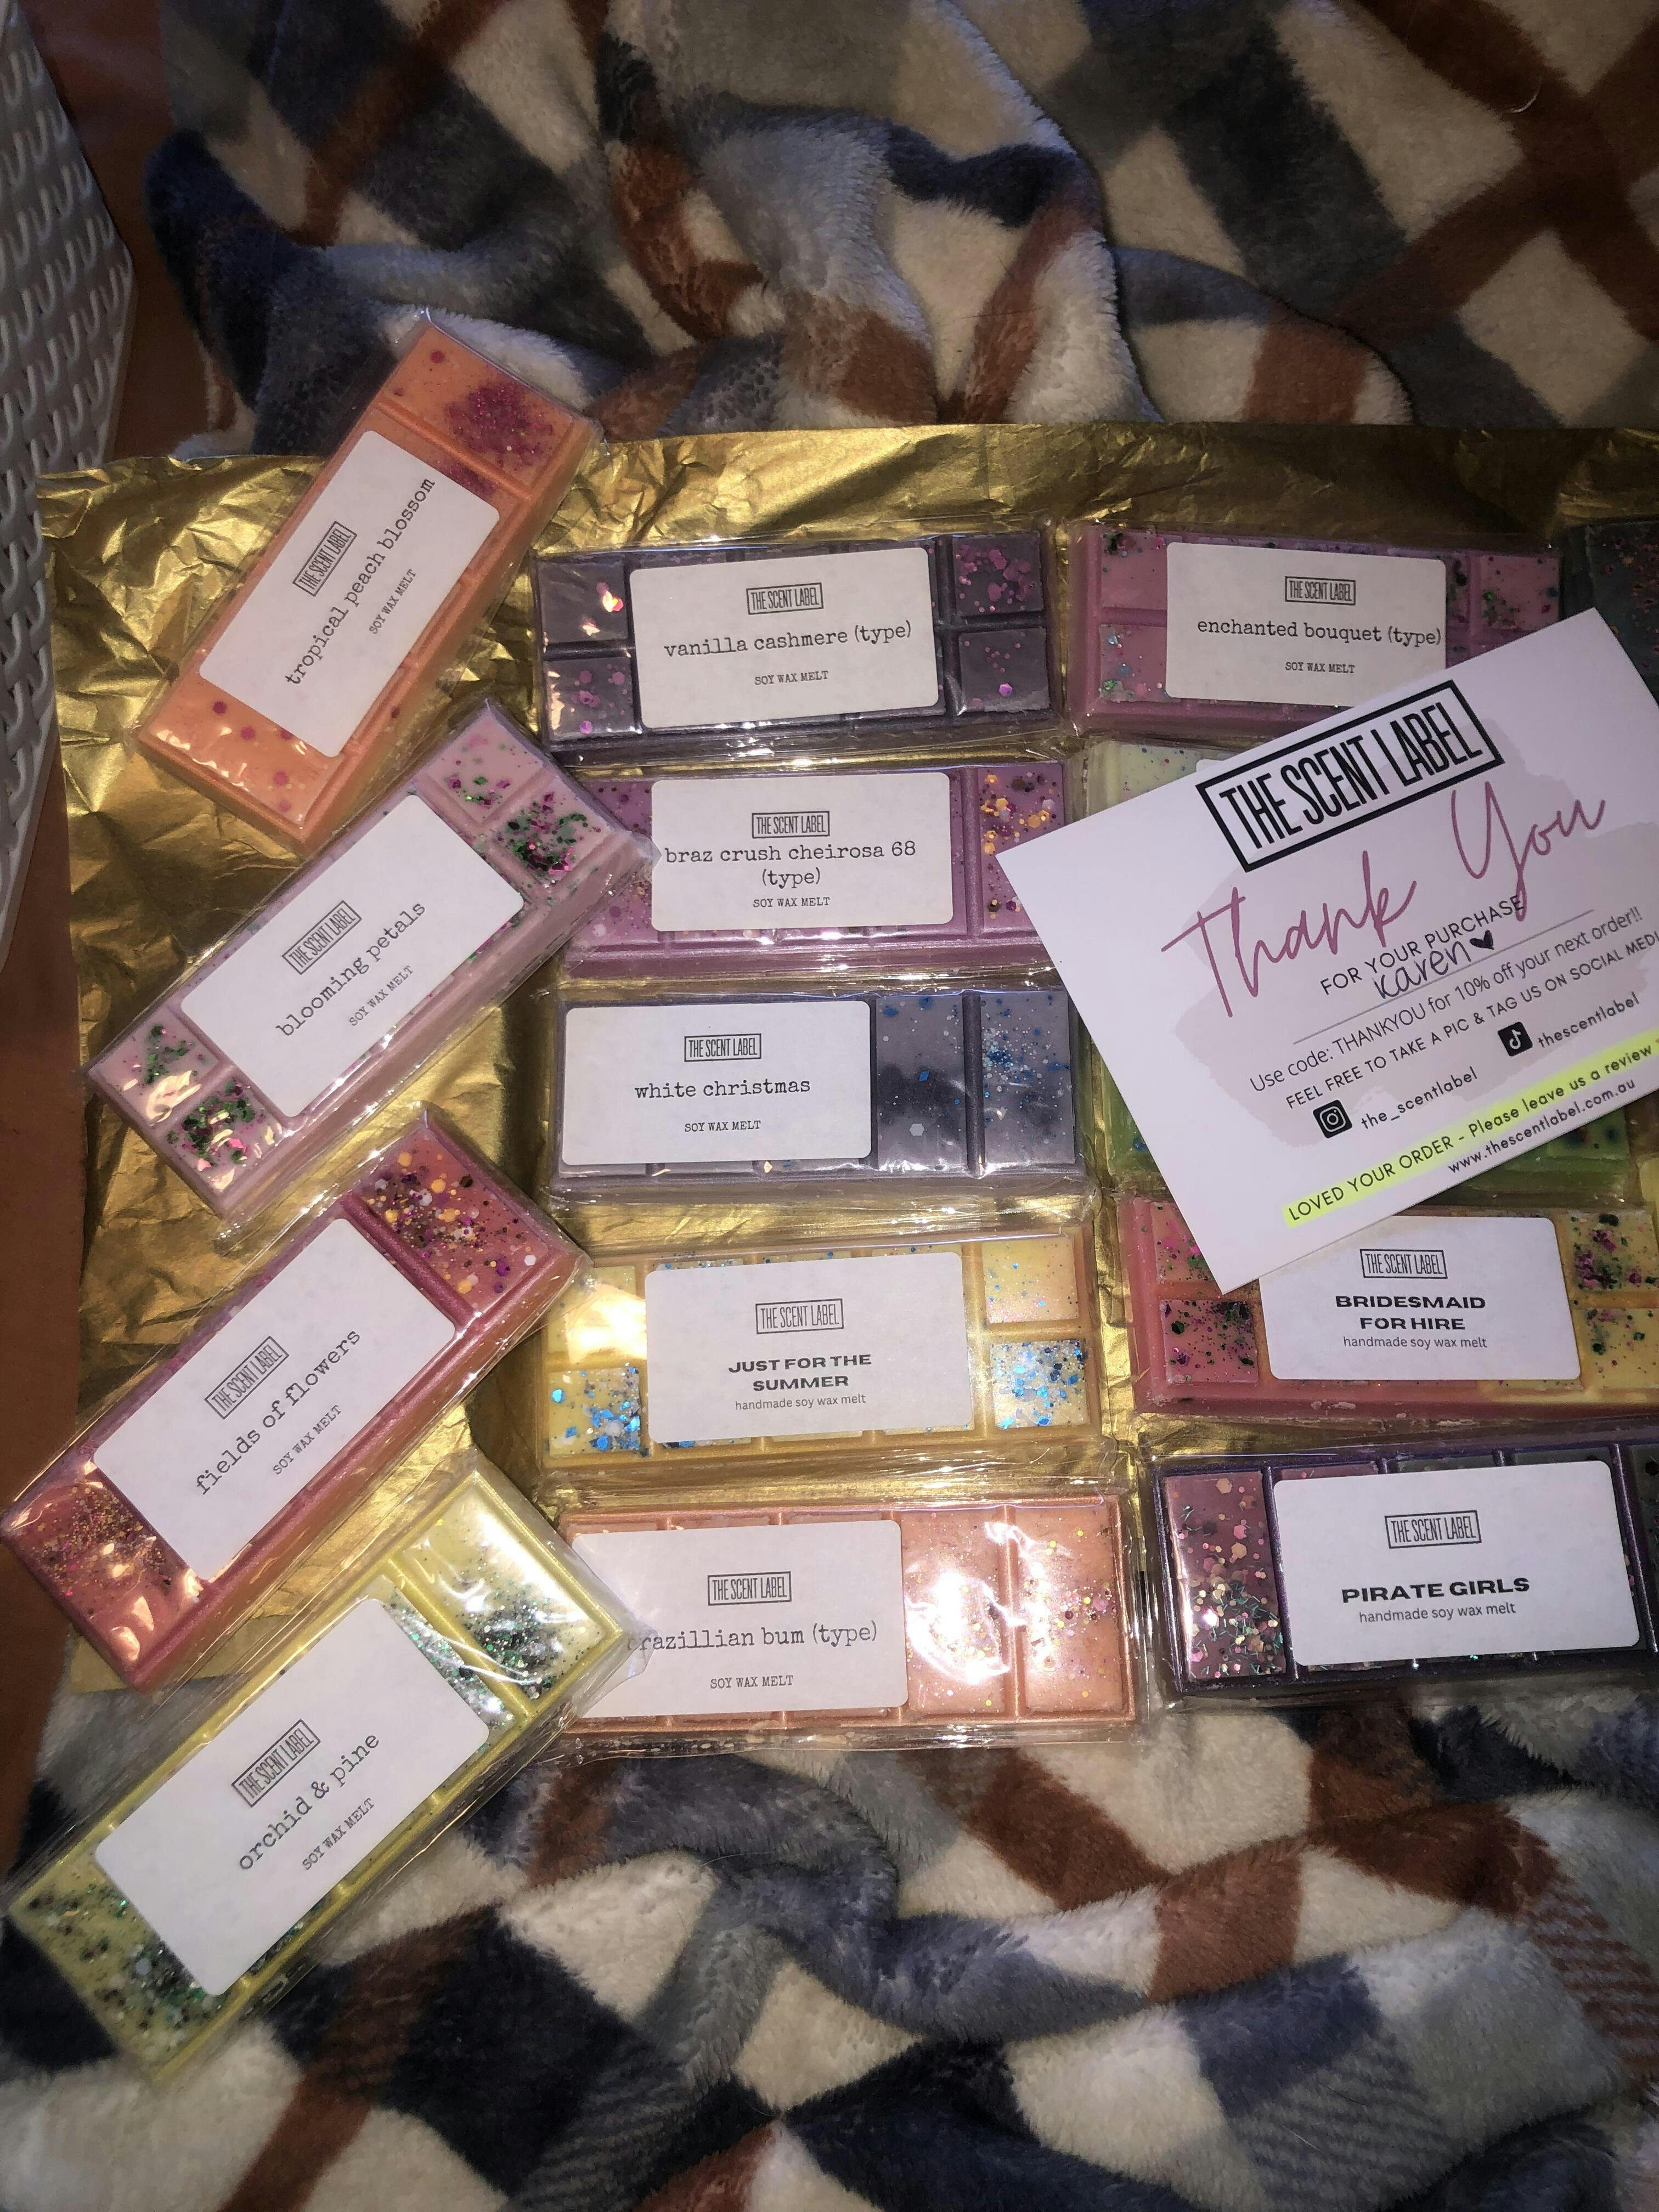 THE SCENT LABEL
tropical peach blossom
SOY WAX MELT
THE SCENT LABEL
vanilla cashmere (type)
SOY WAX MELT
THE SCENT LABEL
enchanted bouquet (type)
SOY WAX MELT
THE SCENT LABEL
blooming petals
SOY WAX MELT
THE SCENT LABEL
braz crush cheirosa 68
(type)
SOY WAX MELT
THE SCENT LABEL
Thank You
FOR YOUR PURCHASE
Karen
Use code: THANKYOU for 10% off your next order!!
FEEL FREE TO TAKE A PIC & TAG US ON SOCIAL MEDI
the_scentlabel
thescentlabel
LOVED YOUR ORDER - Please leave us a review
www.thescentlabel.com.au
THE SCENT LABEL
white christmas
SOY WAX MELT
THE SCENT LABEL
fields of flowers
SOY WAX MELT
THE SCENT LABEL
JUST FOR THE
SUMMER
handmade soy wax melt
THE SCENT LABEL
BRIDESMAID
FOR HIRE
handmade soy wax melt
THE SCENT LABEL
orchid & pine
SOY WAX MELT
THE SCENT LABEL
razillian bum (type)
SOY WAX MELT
THE SCENT LABEL
PIRATE GIRLS
handmade soy wax melt